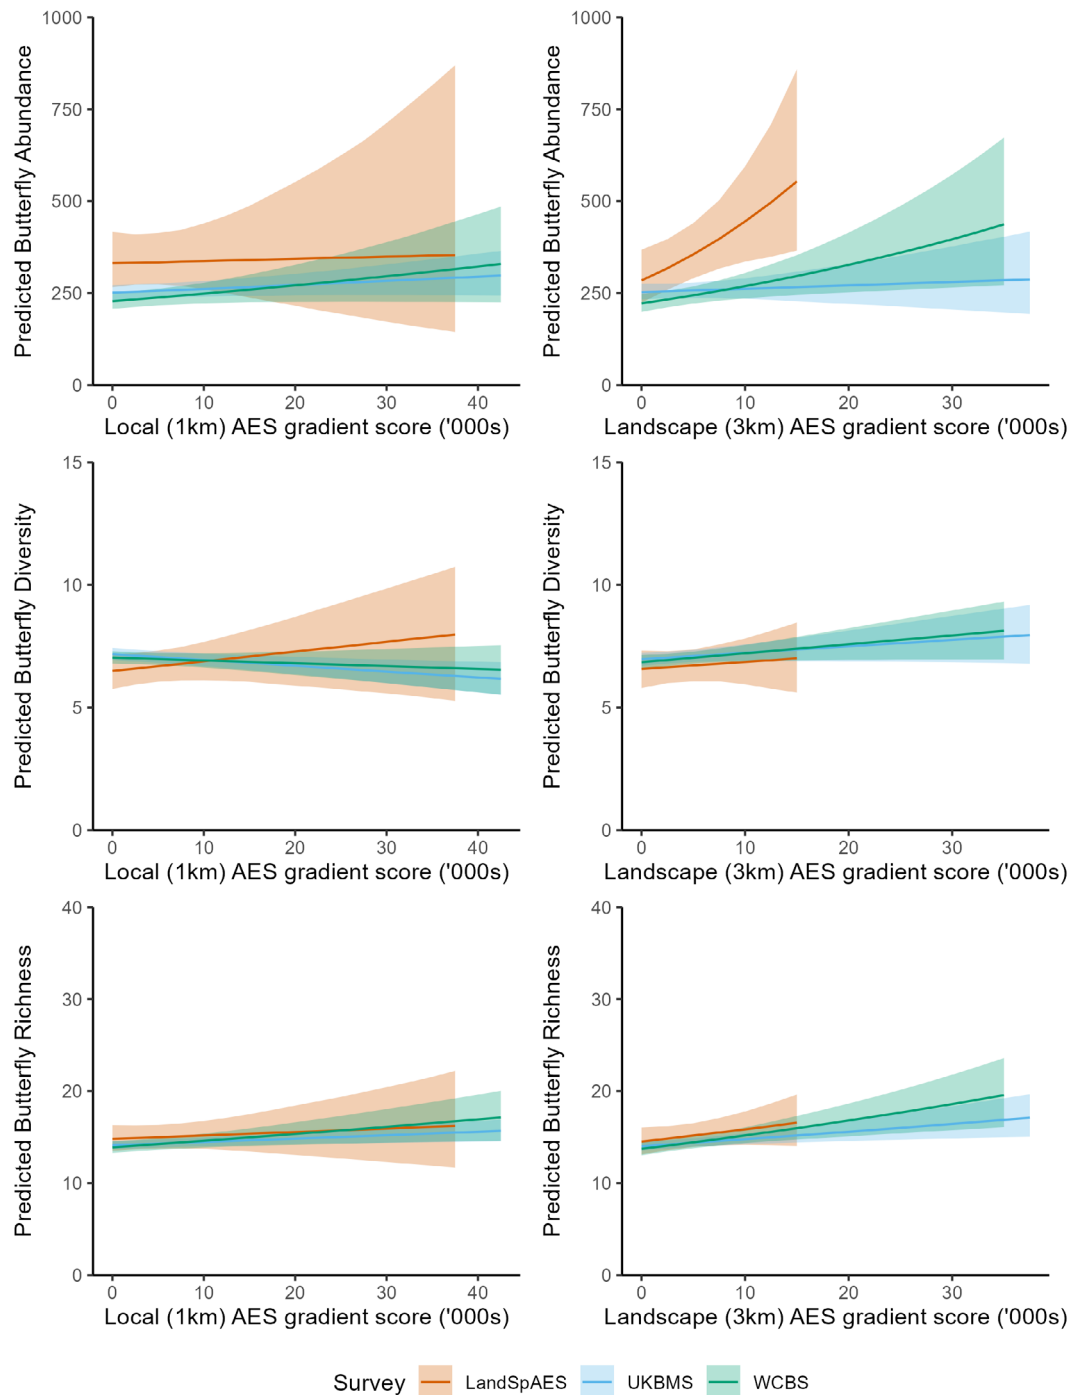 Predicted Butterfly Abundance
1000
750
500
250
0
0 10 20 30 40
Local (1km) AES gradient score ('000s)
Predicted Butterfly Abundance
1000
750
500
250
0
0 10 20 30
Landscape (3km) AES gradient score ('000s)
Predicted Butterfly Diversity
15
10
5
0
0 10 20 30 40
Local (1km) AES gradient score ('000s)
Predicted Butterfly Diversity
15
10
5
0
0 10 20 30
Landscape (3km) AES gradient score ('000s)
Predicted Butterfly Richness
40
30
20
10
0
0 10 20 30 40
Local (1km) AES gradient score ('000s)
Predicted Butterfly Richness
40
30
20
10
0
0 10 20 30
Landscape (3km) AES gradient score ('000s)
Survey LandSpAES UKBMS WCBS